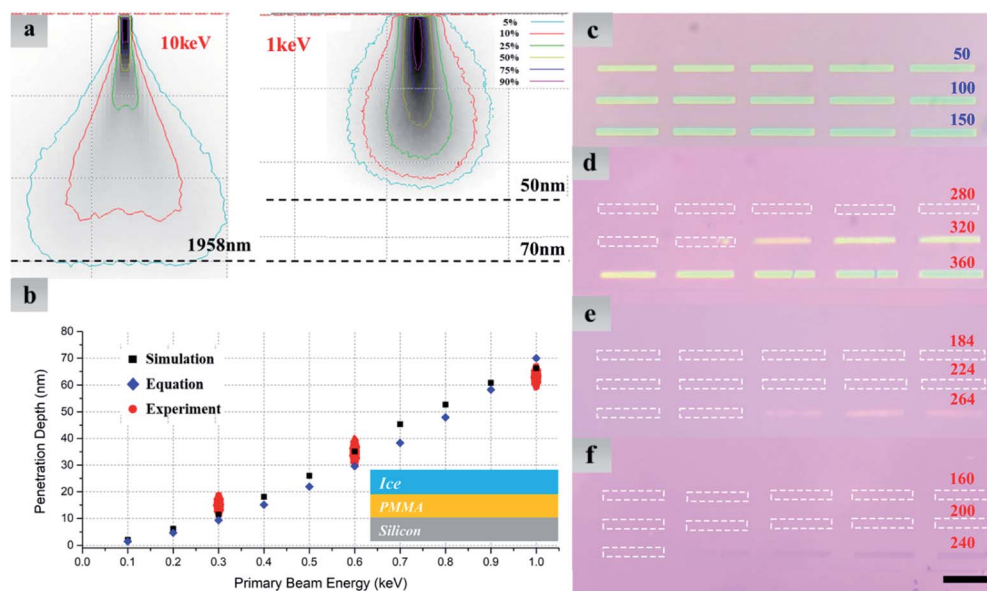 a
10keV
1keV
5%
10%
25%
50%
75%
90%
1958nm
50nm
70nm
b
Penetration Depth (nm)
80
70
60
50
40
30
20
10
0
Simulation
Equation
Experiment
Ice
PMMA
Silicon
0.0 0.1 0.2 0.3 0.4 0.5 0.6 0.7 0.8 0.9 1.0
Primary Beam Energy (keV)
c
50
100
150
d
280
320
360
e
184
224
264
f
160
200
240